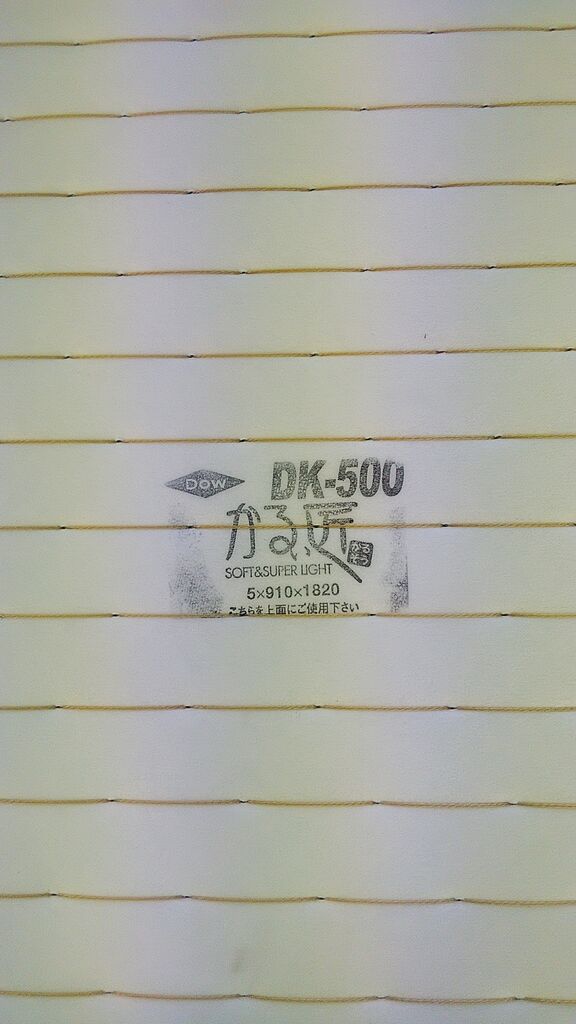 DOW
DK-500
かる、匠
SOFT&SUPER LIGHT
5×910×1820
こちらを上面にご使用下さい